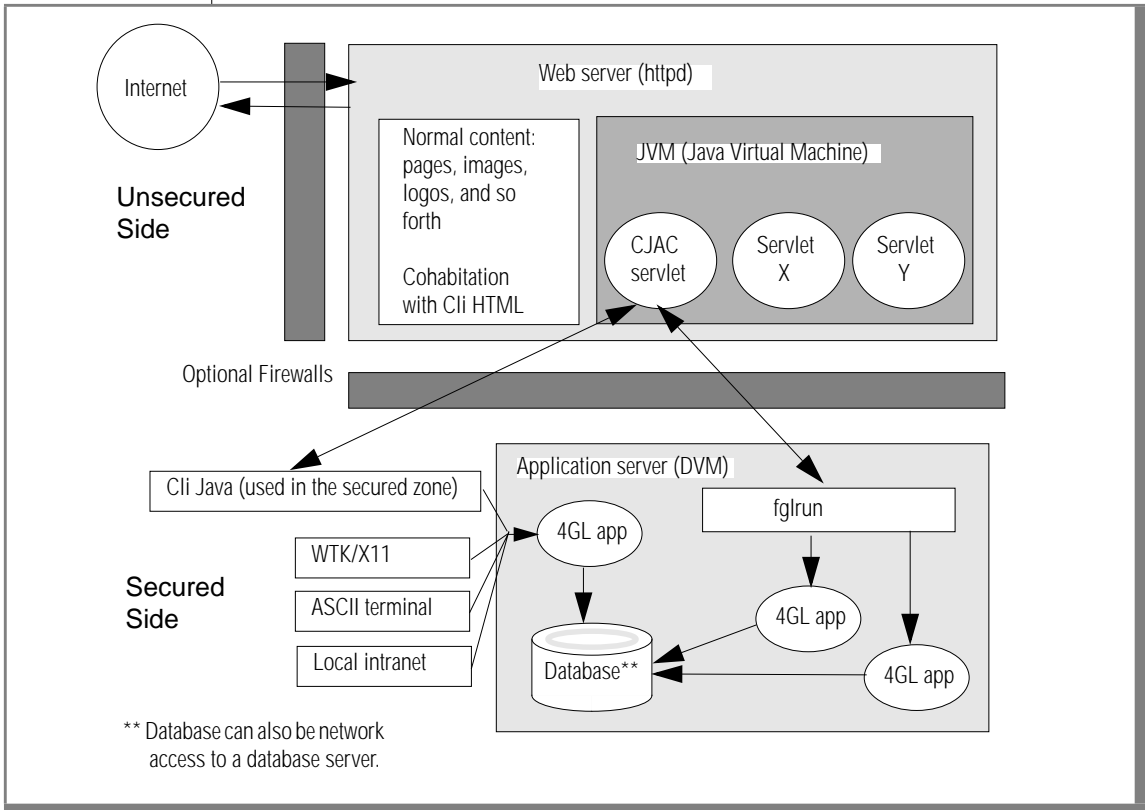 Internet
Web server (httpd)
Normal content:
pages, images,
logos, and so
forth
Cohabitation
with Cli HTML
JVM (Java Virtual Machine)
CJAC
servlet
Servlet
X
Servlet
Y
Unsecured
Side
Optional Firewalls
Cli Java (used in the secured zone)
WTK/X11
ASCII terminal
Local intranet
Secured
Side
Application server (DVM)
4GL app
fglrun
4GL app
4GL app
Database**
** Database can also be network
access to a database server.